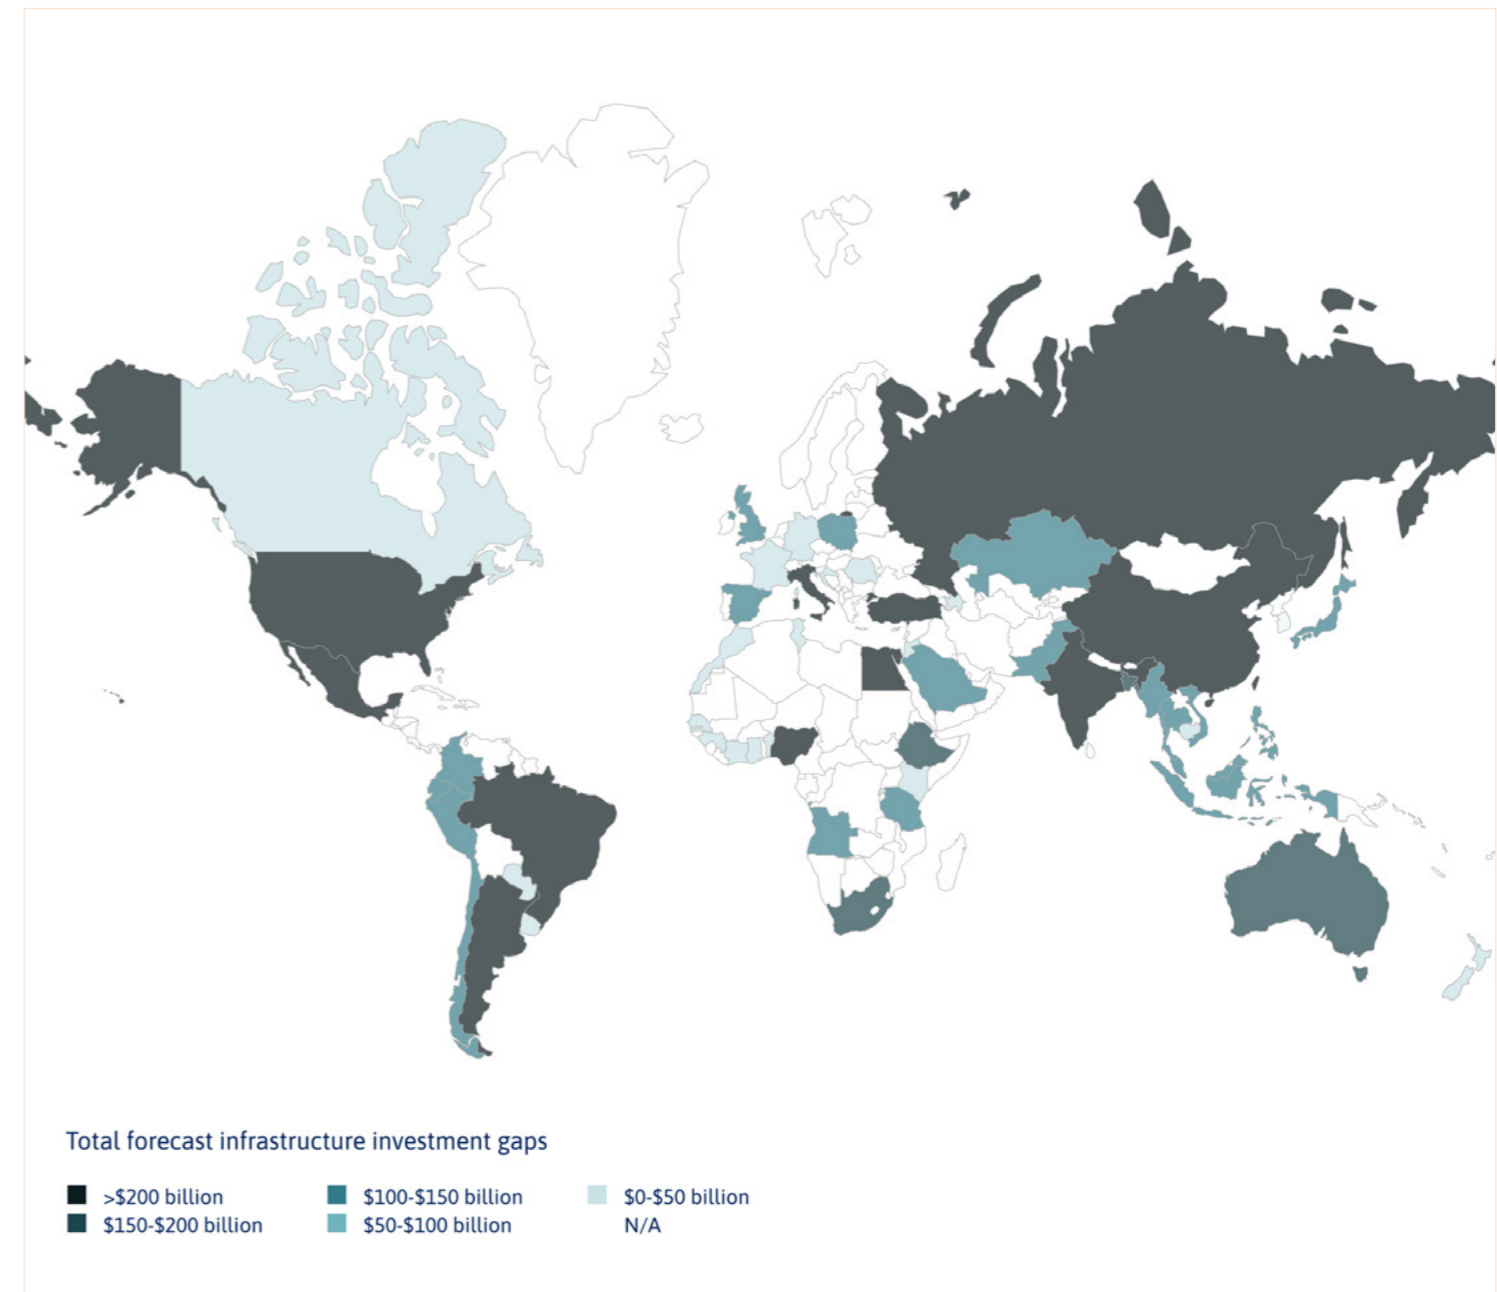 Total forecast infrastructure investment gaps
>$200 billion
$150-$200 billion
$100-$150 billion
$50-$100 billion
$0-$50 billion
N/A